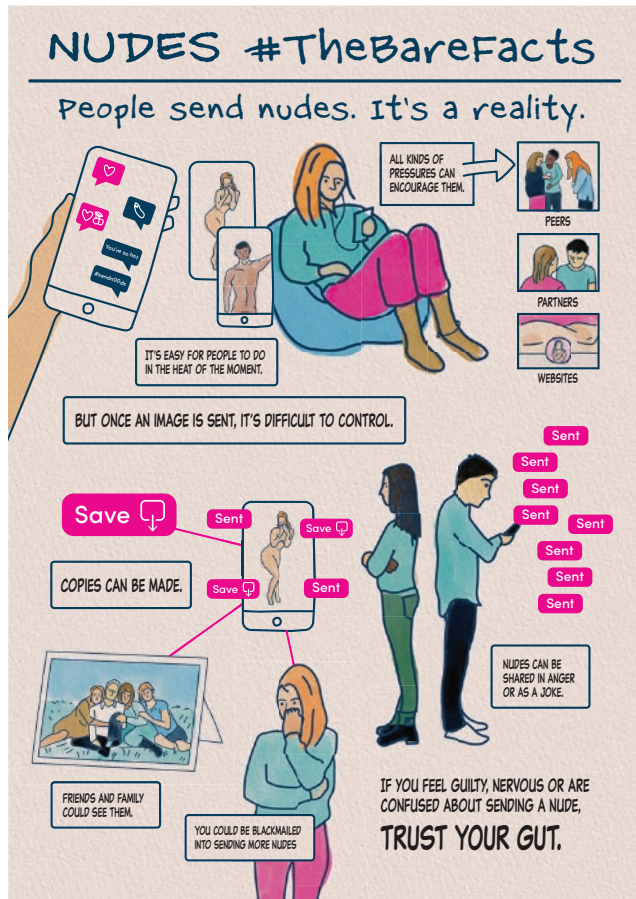 NUDES #TheBareFacts
People send nudes. It's a reality.
ALL KINDS OF
PRESSURES CAN
ENCOURAGE THEM.
PEERS
PARTNERS
WEBSITES
You're so hot
#sendn00ds
IT'S EASY FOR PEOPLE TO DO
IN THE HEAT OF THE MOMENT.
BUT ONCE AN IMAGE IS SENT, IT'S DIFFICULT TO CONTROL.
Sent
Sent
Sent
Sent
Sent
Sent
Sent
Sent
Save
Sent
Save
Save
Sent
COPIES CAN BE MADE.
NUDES CAN BE
SHARED IN ANGER
OR AS A JOKE.
FRIENDS AND FAMILY
COULD SEE THEM.
YOU COULD BE BLACKMAILED
INTO SENDING MORE NUDES
IF YOU FEEL GUILTY, NERVOUS OR ARE
CONFUSED ABOUT SENDING A NUDE,
TRUST YOUR GUT.